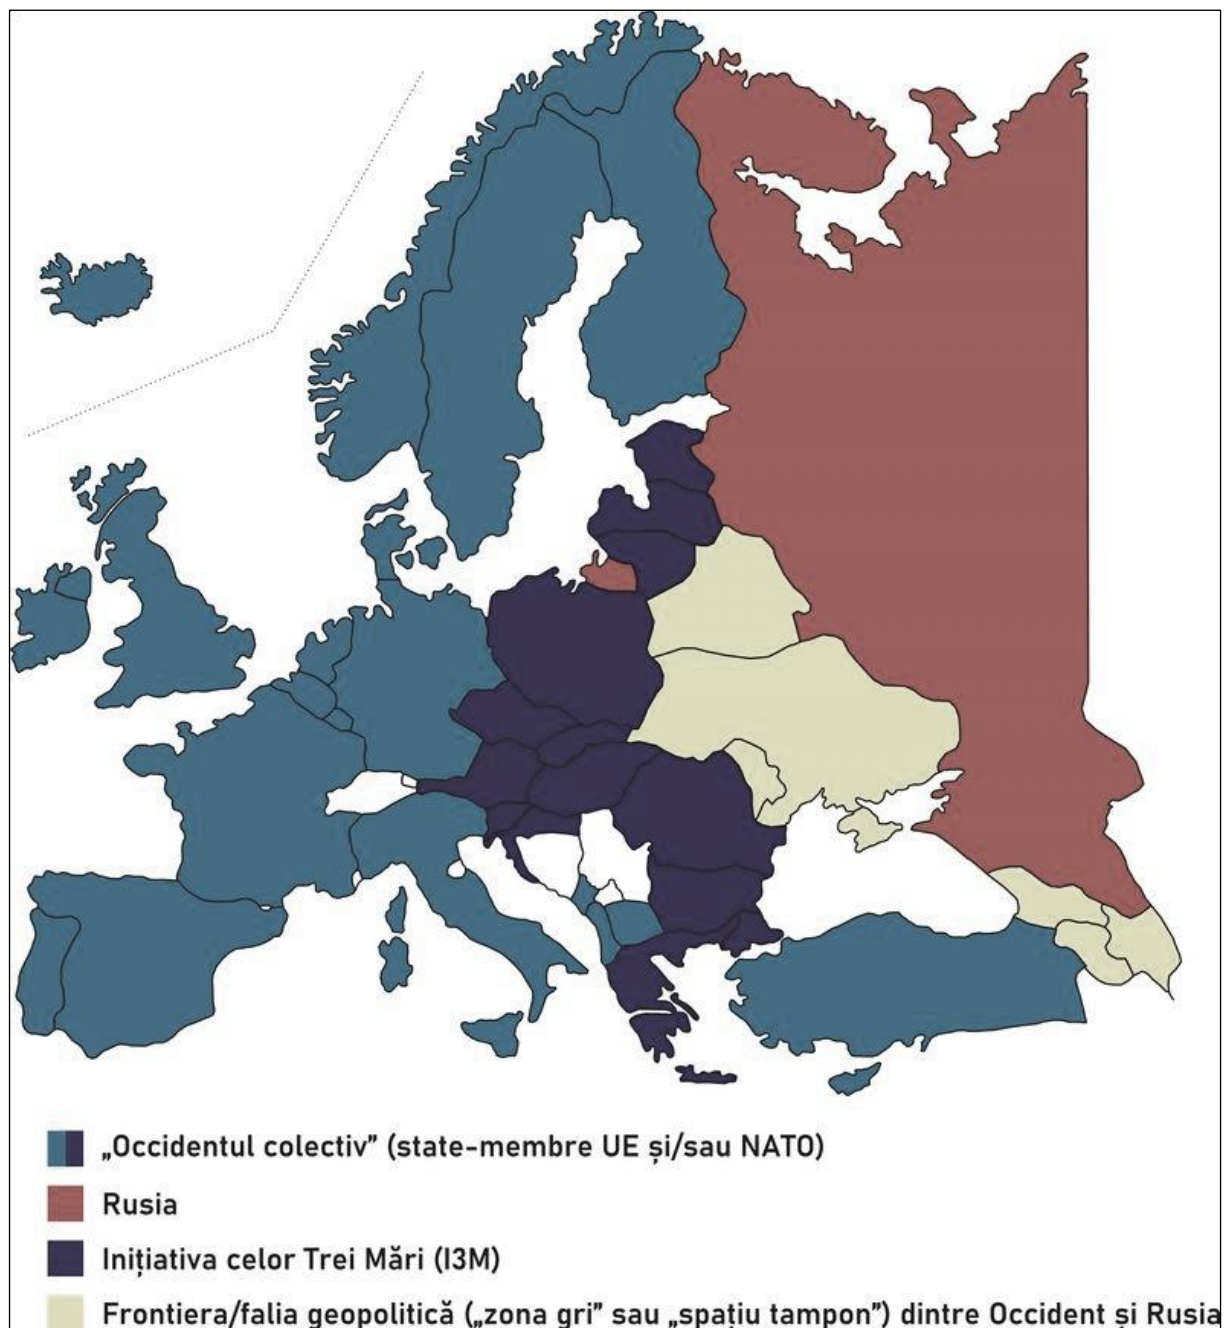 „Occidentul colectiv” (state-membre UE și/sau NATO)
Rusia
Inițiativa celor Trei Mări (I3M)
Frontiera/falia geopolitică („zona gri” sau „spațiu tampon”) dintre Occident și Rusia